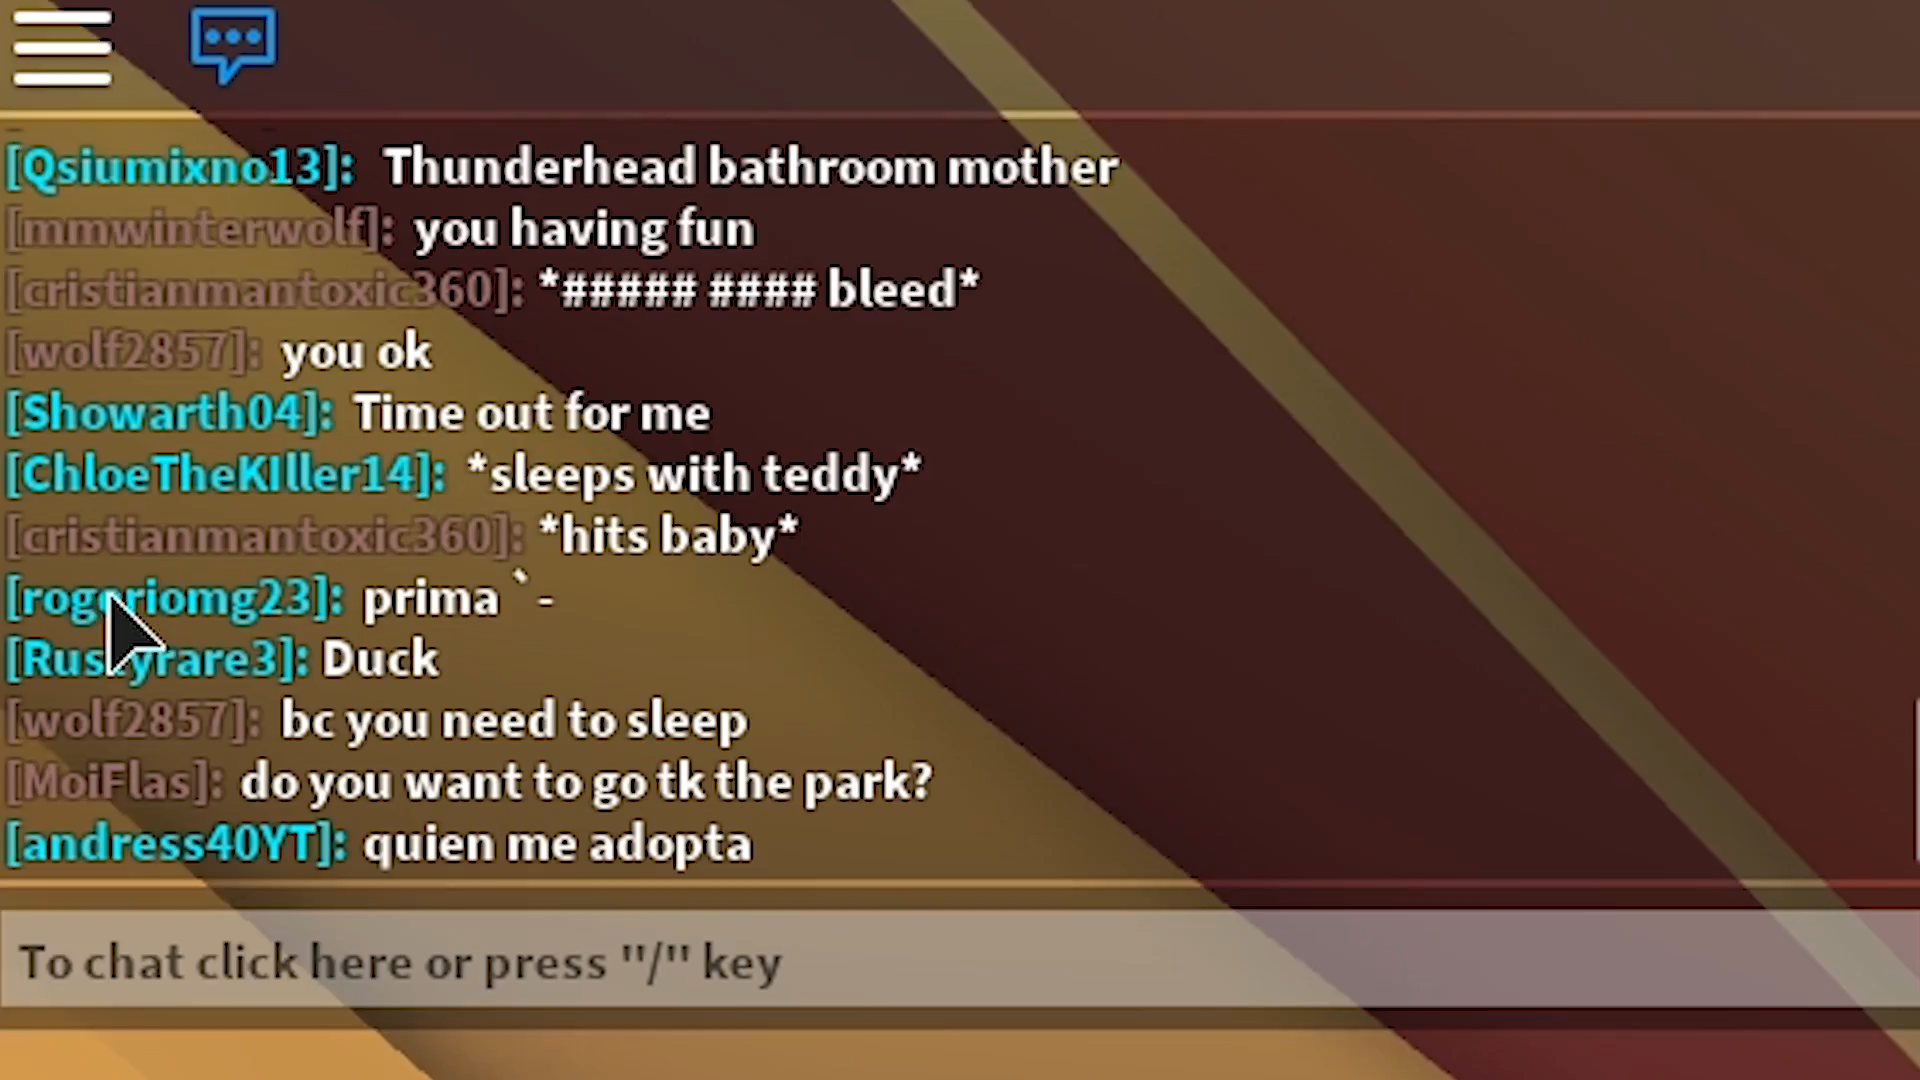 [Qsiumixno13]: Thunderhead bathroom mother
[mmwinterwolf]: you having fun
[cristianmantoxic360]: *##### #### bleed*
[wolf2857]: you ok
[Showarth04]: Time out for me
[ChloeTheKIller14]: *sleeps with teddy*
[cristianmantoxic360]: *hits baby*
[rogeriomg23]: prima `-
[Rustyrare3]: Duck
[wolf2857]: bc you need to sleep
[MoiFlas]: do you want to go tk the park?
[andress40YT]: quien me adopta
To chat click here or press "/" key